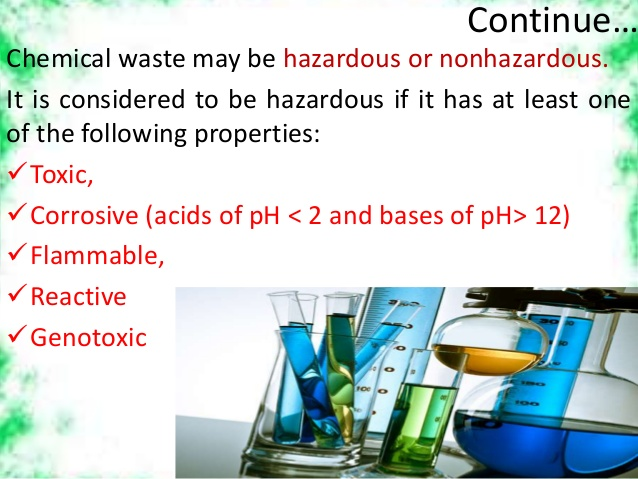 Continue…
Chemical waste may be hazardous or nonhazardous.
It is considered to be hazardous if it has at least one
of the following properties:
✓Toxic,
✓Corrosive (acids of pH < 2 and bases of pH> 12)
✓Flammable,
✓Reactive
✓Genotoxic